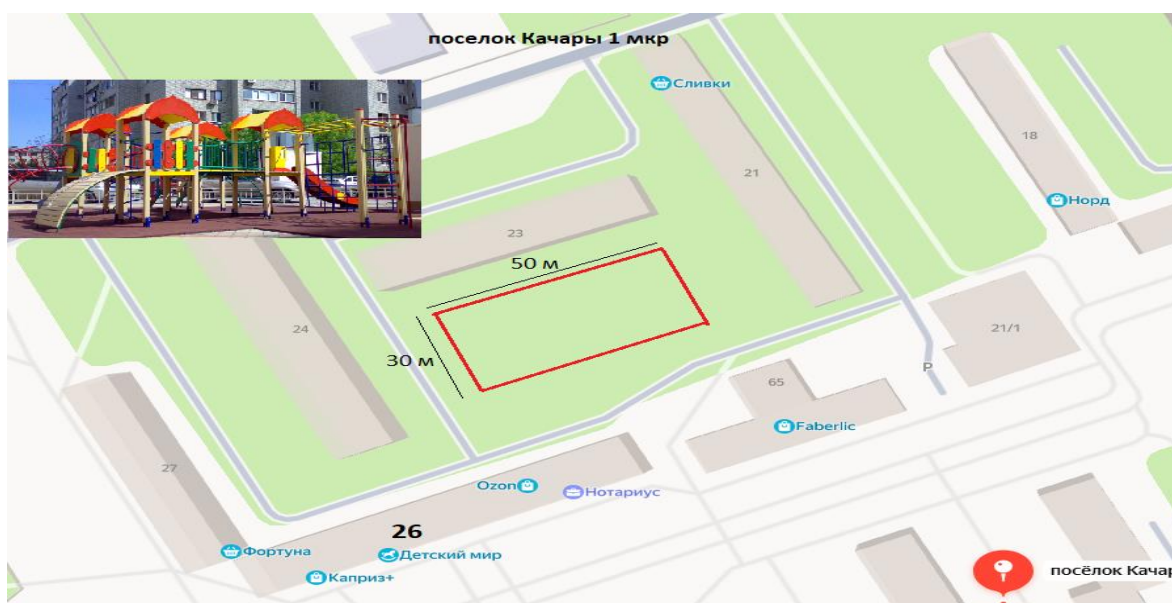 поселок Качары 1 мкр
Сливки
18
21
Норд
23
50 м
24
21/1
30 м
P
65
Faberlic
27
Ozon
Нотариус
26
Фортуна
Детский мир
Каприз+
посёлок Качар